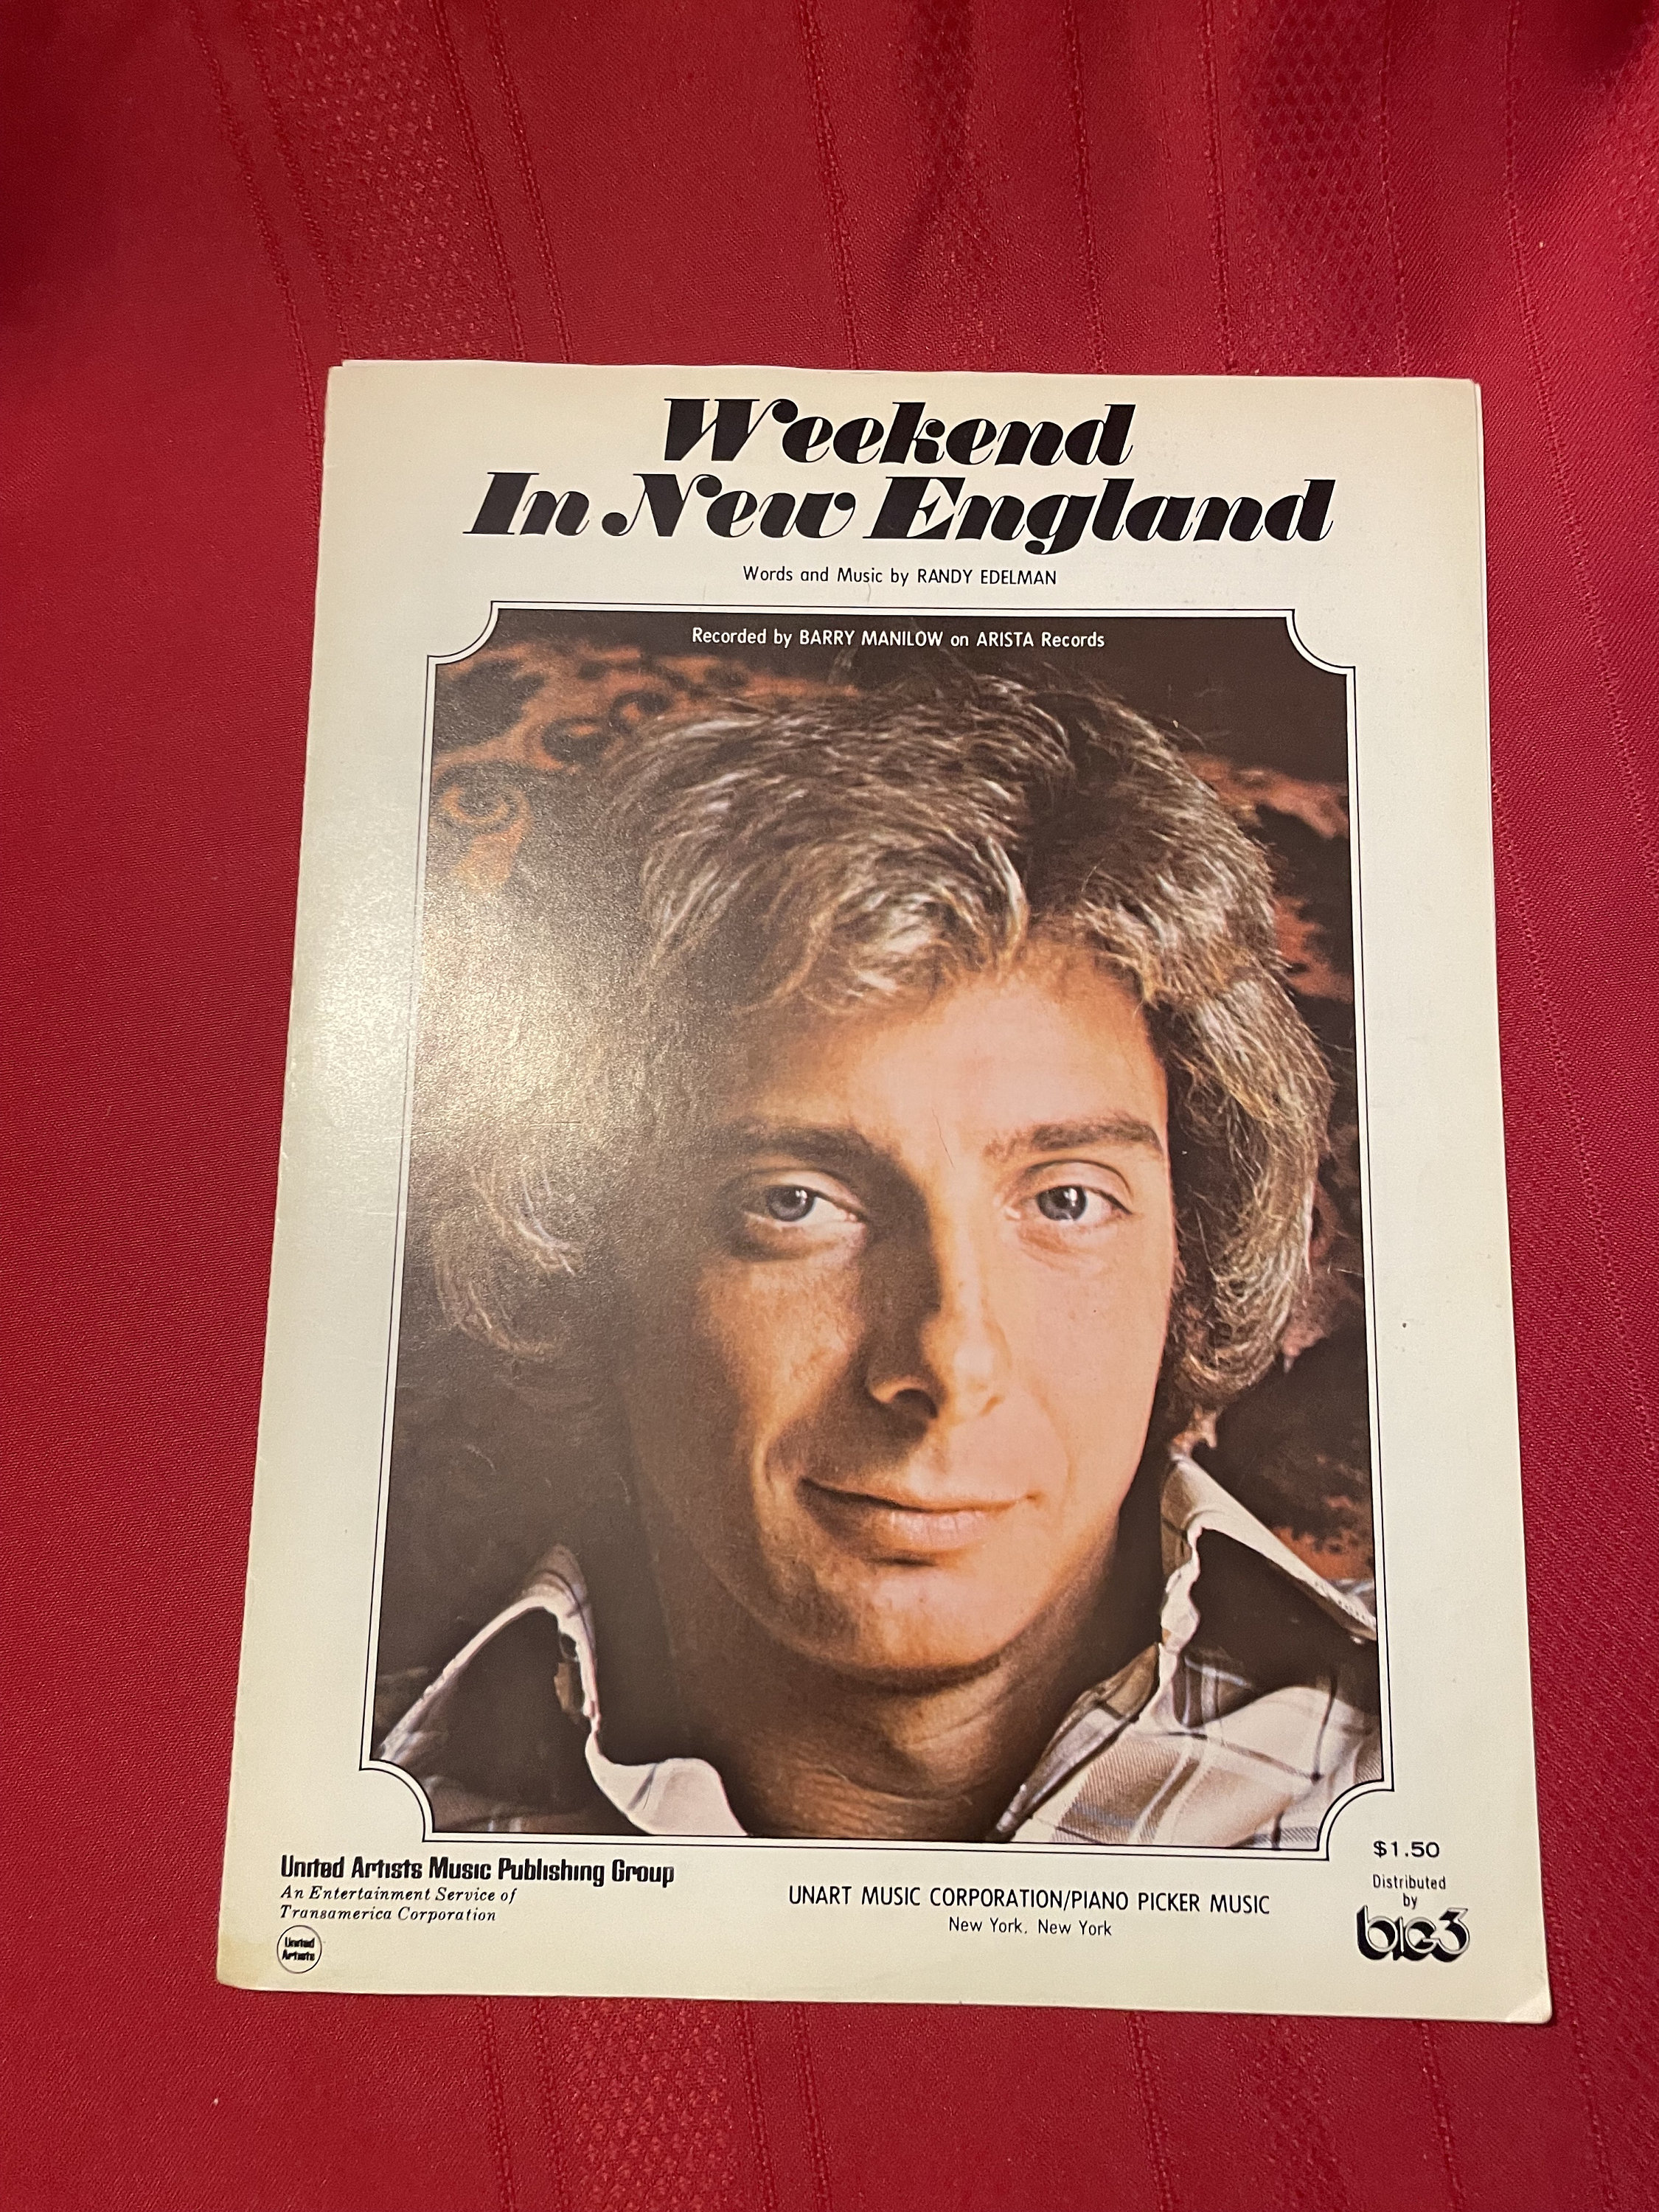 Weekend
In New England
Words and Music by RANDY EDELMAN
Recorded by BARRY MANILOW on ARISTA Records
United Artists Music Publishing Group
An Entertainment Service of
Transamerica Corporation
United
Artists
UNART MUSIC CORPORATION/PIANO PICKER MUSIC
New York, New York
$1.50
Distributed
by
big3